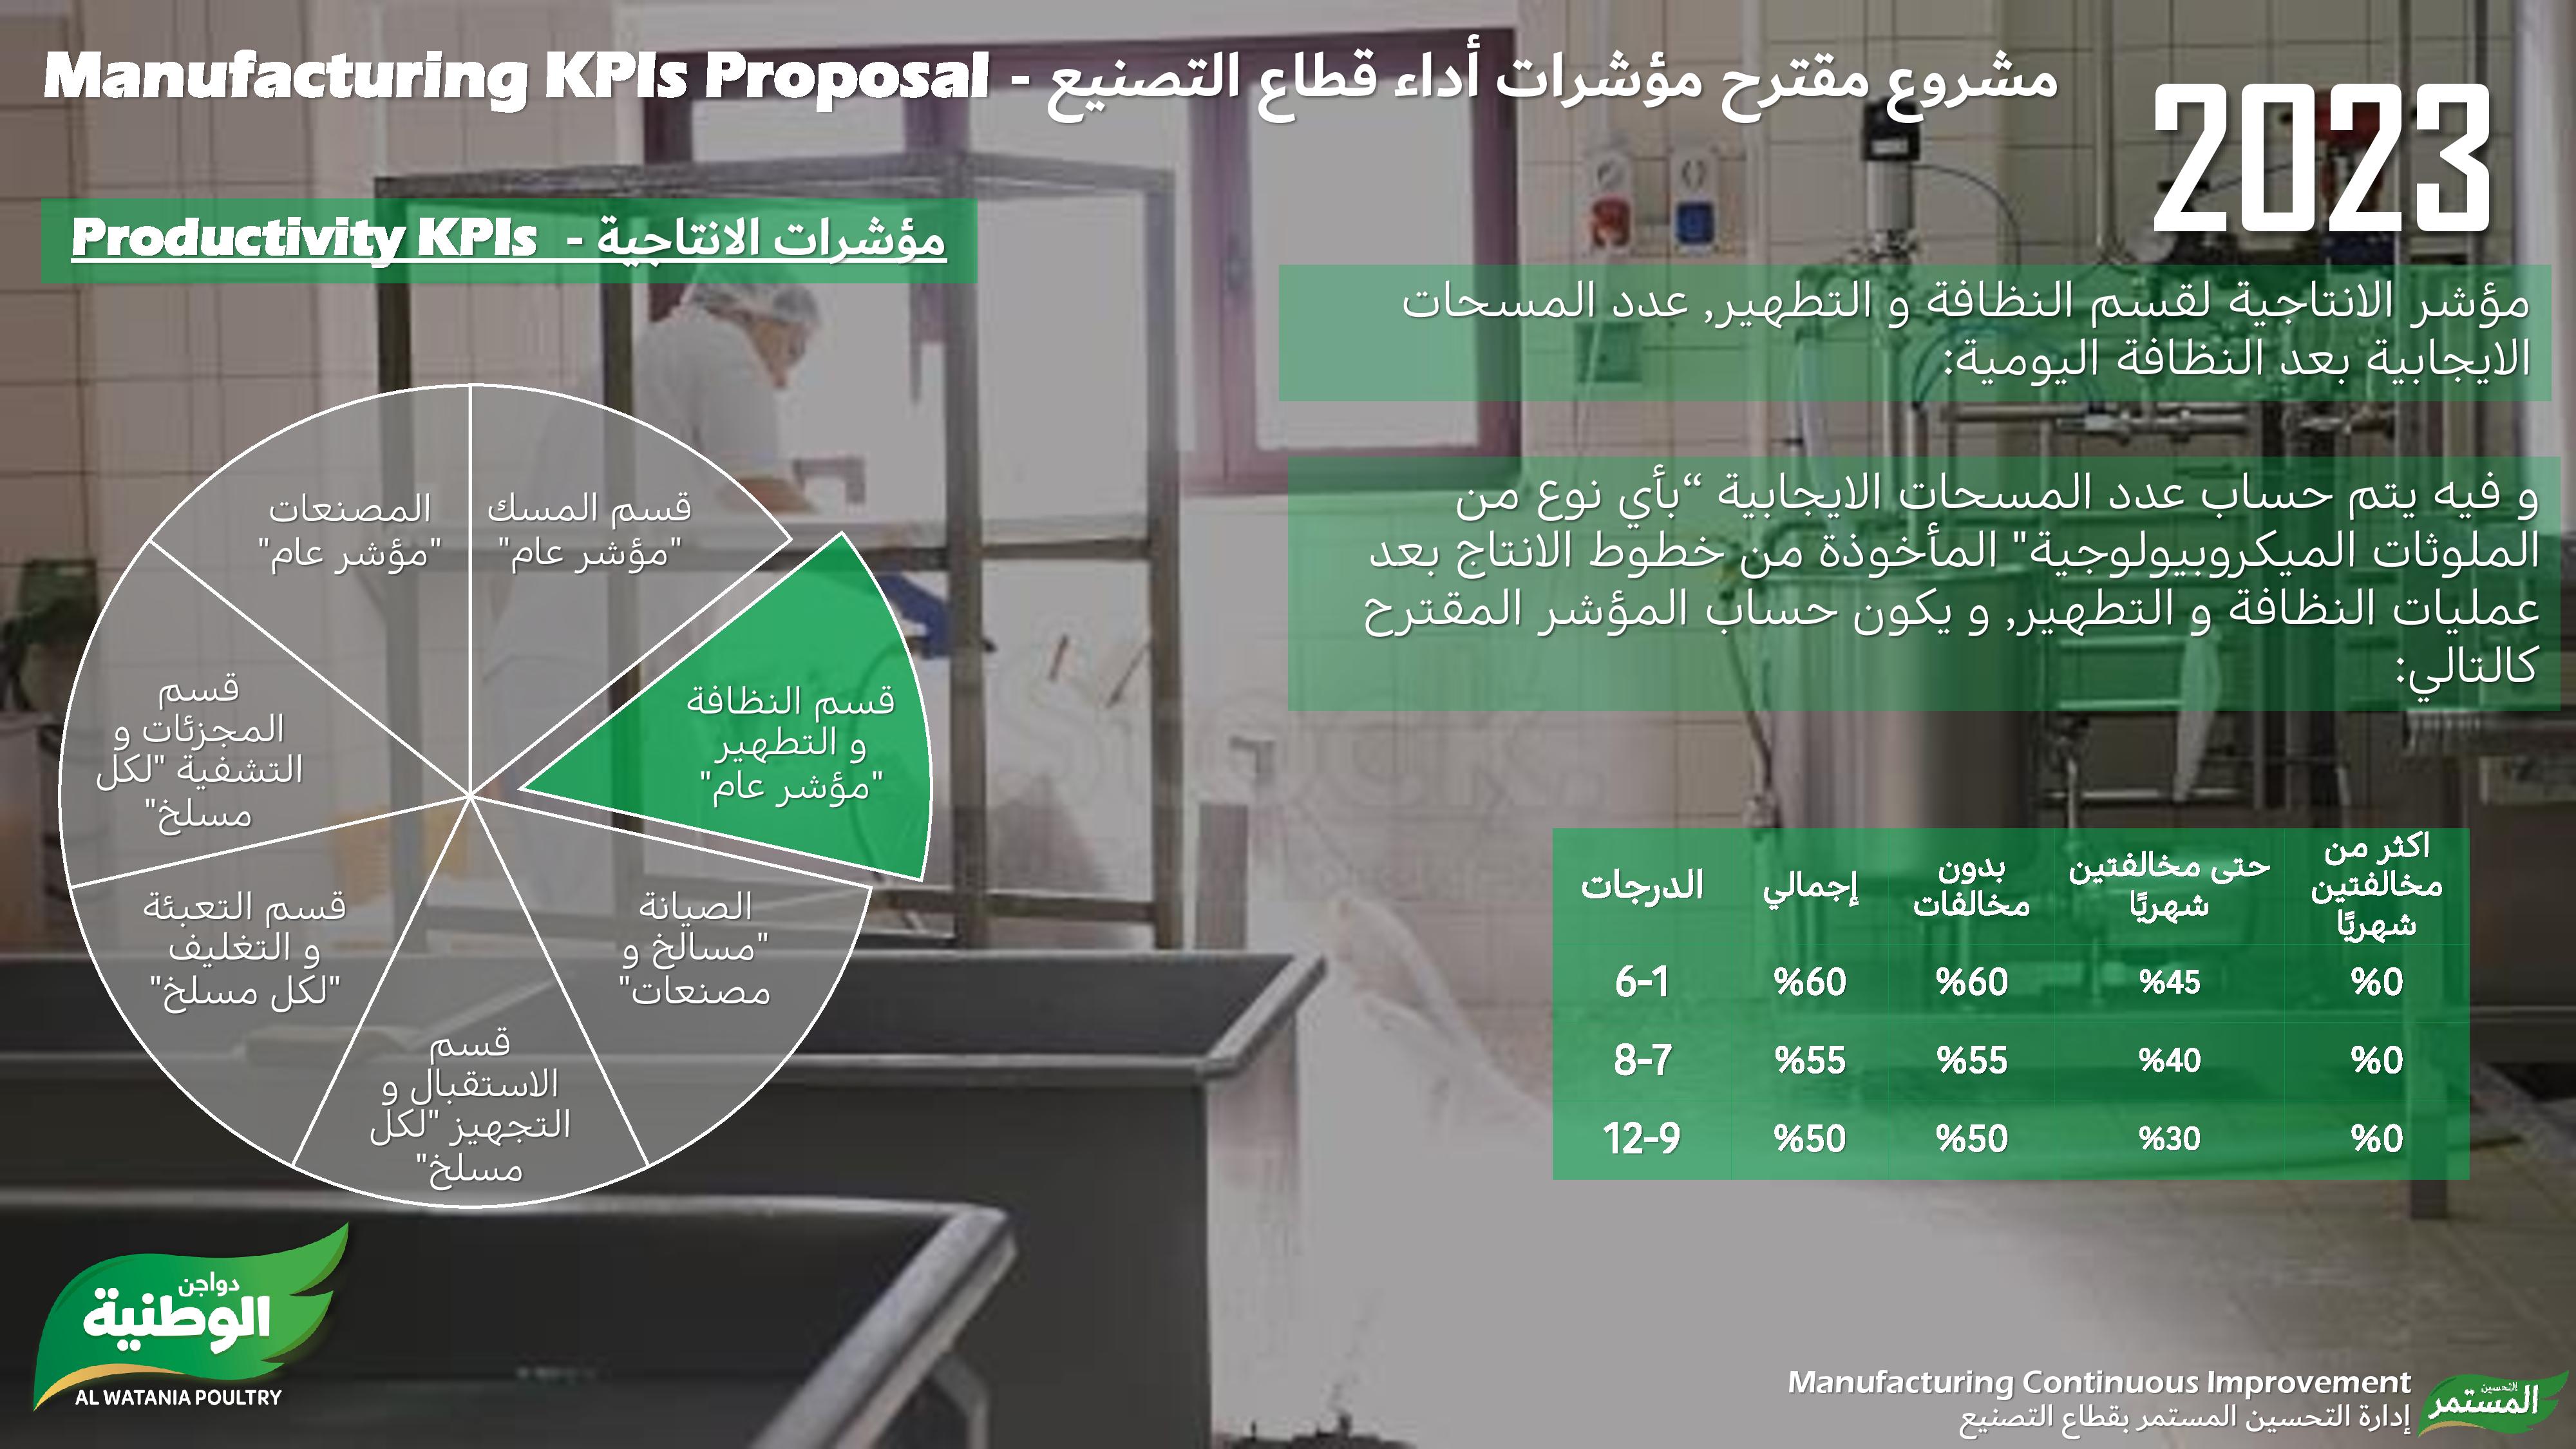 Manufacturing KPIs Proposal - مشروع مقترح مؤشرات أداء قطاع التصنيع
2023
Productivity KPIs - مؤشرات الانتاجية
مؤشر الانتاجية لقسم النظافة و التطهير, عدد المسحات
الايجابية بعد النظافة اليومية:
و فيه يتم حساب عدد المسحات الايجابية “بأي نوع من
الملوثات الميكروبيولوجية" المأخوذة من خطوط الانتاج بعد
عمليات النظافة و التطهير, و يكون حساب المؤشر المقترح
كالتالي:
قسم المسك
"مؤشر عام"
قسم النظافة
و التطهير
"مؤشر عام"
الصيانة
"مسالخ و
مصنعات"
قسم
الاستقبال و
التجهيز "لكل
مسلخ"
قسم التعبئة
و التغليف
"لكل مسلخ"
قسم
المجزئات و
التشفية "لكل
مسلخ"
المصنعات
"مؤشر عام"
الدرجات إجمالي بدون مخالفات حتى مخالفتين شهريًا اكثر من مخالفتين شهريًا
6-1 %60 %60 %45 %0
8-7 %55 %55 %40 %0
12-9 %50 %50 %30 %0
دواجن
الوطنية
AL WATANIA POULTRY
Manufacturing Continuous Improvement
إدارة التحسين المستمر بقطاع التصنيع
التحسين
المستمر